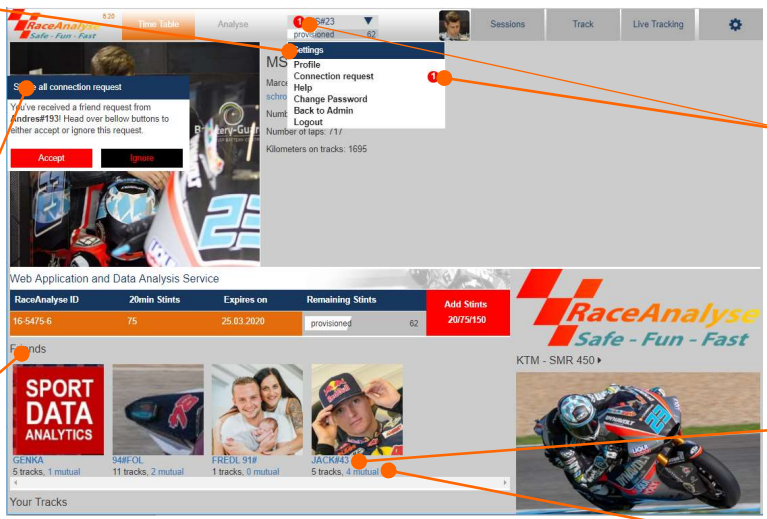 RaceAnalyse
Safe - Fun - Fast
6:20
Time Table
Analyse
1
S#23
provisioned 62
Sessions
Track
Live Tracking
Settings
Profile
Connection request 1
Help
Change Password
Back to Admin
Logout
MS
Marce
schro
Numb
Number of laps: 717
Kilometers on tracks: 1695
all connection request
You've received a friend request from
Andres#193! Head over bellow buttons to
either accept or ignore this request.
Accept
Ignore
23
Web Application and Data Analysis Service
RaceAnalyse ID 20min Stints Expires on Remaining Stints
16-5475-6 75 25.03.2020 provisioned 62
Add Stints
20/75/150
RaceAnalyse
Safe - Fun - Fast
Friends
KTM - SMR 450
SPORT
DATA
ANALYTICS
GENKA
5 tracks, 1 mutual
94#FOL
11 tracks, 2 mutual
FREDL 91#
1 tracks, 0 mutual
JACK#43
5 tracks, 4 mutual
Your Tracks